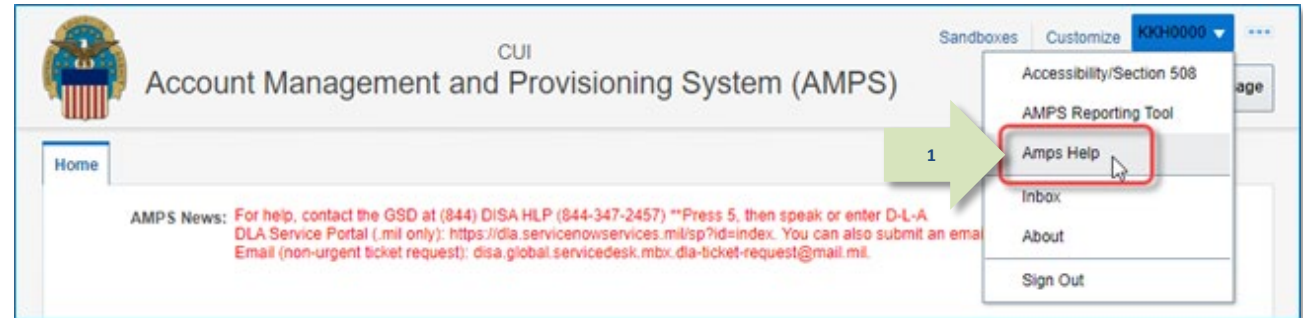 CUI
Account Management and Provisioning System (AMPS)
Sandboxes Customize KKH0000
age
Accessibility/Section 508
AMPS Reporting Tool
Amps Help
Inbox
About
Sign Out
1
Home
AMPS News: For help, contact the GSD at (844) DISA HLP (844-347-2457) **Press 5, then speak or enter D-L-A
DLA Service Portal (.mil only): https://dla.servicenowservices.mil/sp?id=index. You can also submit an emai
Email (non-urgent ticket request): disa.global.servicedesk.mbx.dla-ticket-request@mail.mil.